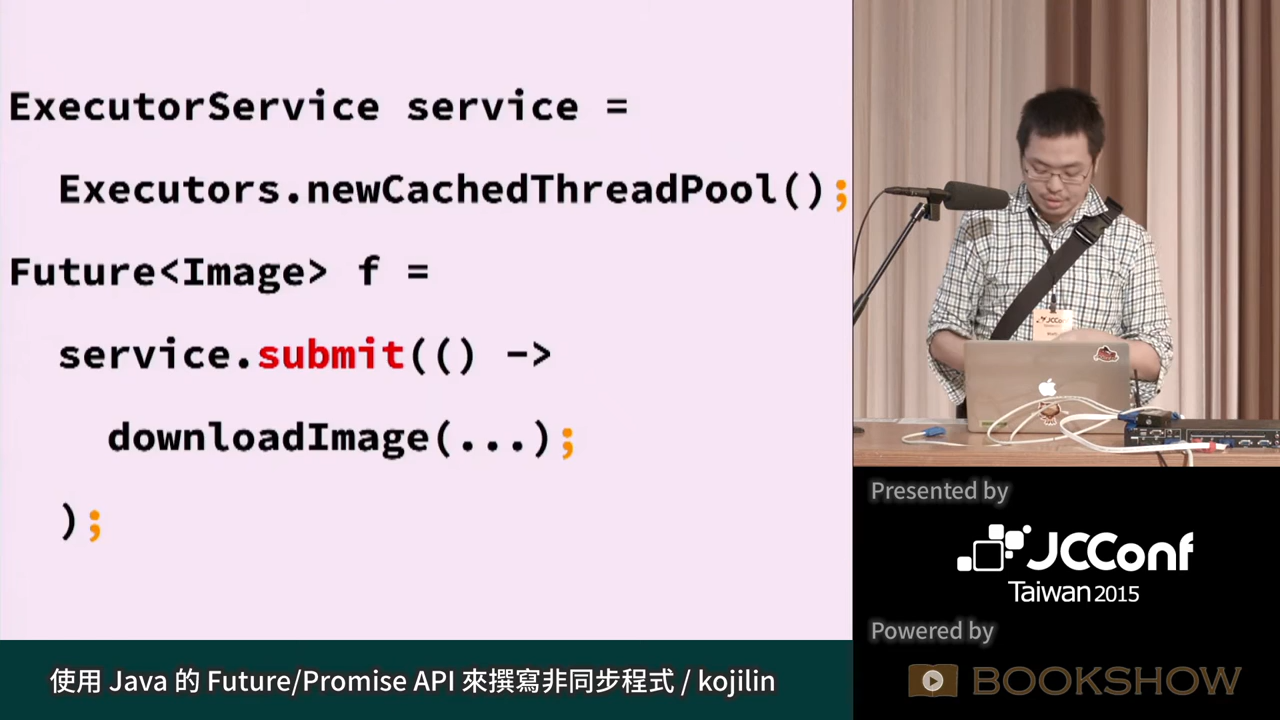 ExecutorService service =
Executors.newCachedThreadPool();
Future<Image> f =
service.submit(() ->
downloadImage(...);
);
Presented by
JCConf
Taiwan 2015
Powered by
BOOKSHOW
使用 Java 的 Future/Promise API 來撰寫非同步程式 / kojilin